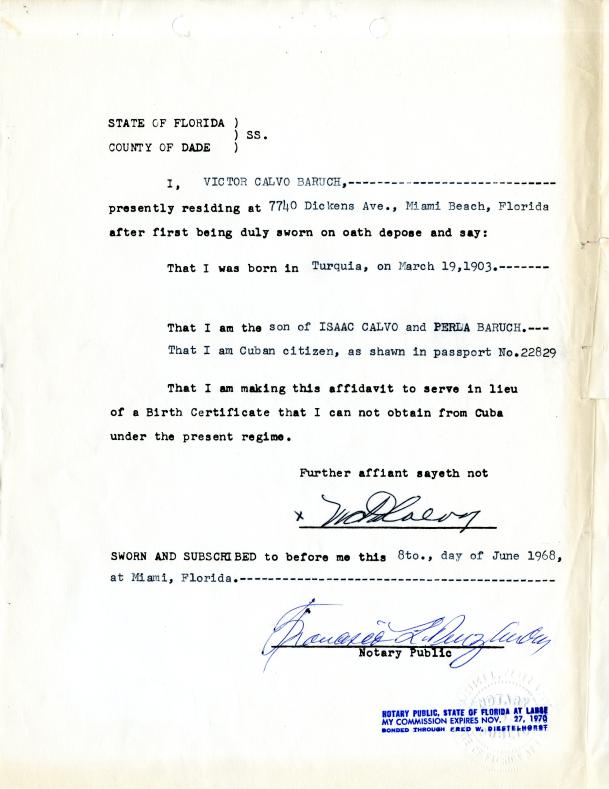 STATE OF FLORIDA )
) SS.
COUNTY OF DADE )
I, VICTOR CALVO BARUCH,----------------------------
presently residing at 7740 Dickens Ave., Miami Beach, Florida
after first being duly sworn on oath depose and say:
That I was born in Turquia, on March 19,1903.-------
That I am the son of ISAAC CALVO and PERLA BARUCH.---
That I am Cuban citizen, as shawn in passport No.22829
That I am making this affidavit to serve in lieu
of a Birth Certificate that I can not obtain from Cuba
under the present regime.
Further affiant sayeth not
x
SWORN AND SUBSCRIBED to before me this 8to., day of June 1968,
at Miami, Florida.-------------------------------------------
Notary Public
NOTARY PUBLIC, STATE OF FLORIDA AT LARGE
MY COMMISSION EXPIRES NOV. 27, 1970
BONDED THROUGH FRED W. DIESTELHORST